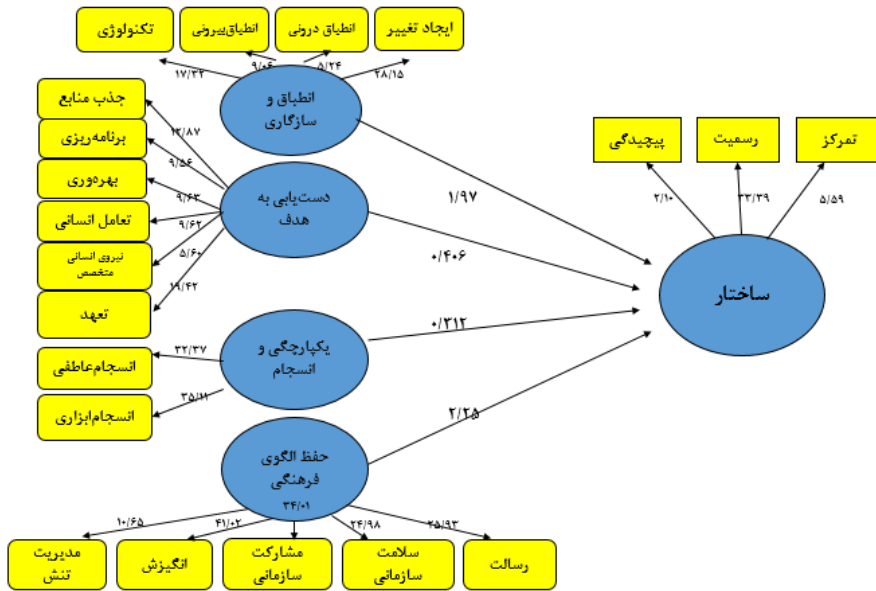 تکنولوژی
انطباق‌بیرونی
انطباق درونی
ایجاد تغییر
۱۷/۳۲
۹/۰۶
۵/۲۴
۲۸/۱۵
انطباق و
سازگاری
جذب منابع
برنامه‌ریزی
بهره‌وری
تعامل انسانی
نیروی انسانی
متخصص
تعهد
۱۲/۸۷
۹/۵۶
۹/۶۳
۹/۶۲
۵/۶۰
۱۹/۴۲
دست‌یابی به
هدف
انسجام‌عاطفی
انسجام‌ابزاری
۳۲/۳۷
۳۵/۱۱
یکپارچگی و
انسجام
حفظ الگوی
فرهنگی
۳۴/۰۱
۱۰/۶۵
۴۱/۰۲
۲۴/۹۸
۲۵/۹۳
مدیریت
تنش
انگیزش
مشارکت
سازمانی
سلامت
سازمانی
رسالت
۱/۹۷
۰/۴۰۶
۰/۳۱۲
۲/۲۵
پیچیدگی
رسمیت
تمرکز
۲/۱۰
۳۳/۳۹
۵/۵۹
ساختار